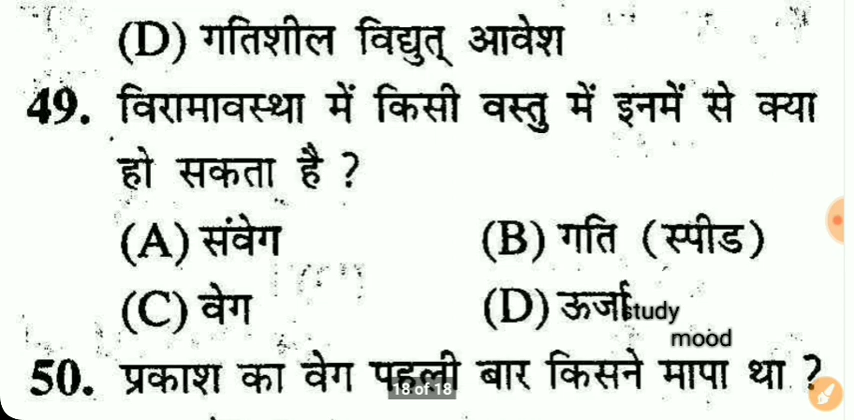 (D) गतिशील विद्युत् आवेश
49. विरामावस्था में किसी वस्तु में इनमें से क्या
हो सकता है ?
(A) संवेग (B) गति (स्पीड)
(C) वेग (D) ऊर्जा study
mood
50. प्रकाश का वेग पहली बार किसने मापा था ?
18 of 18